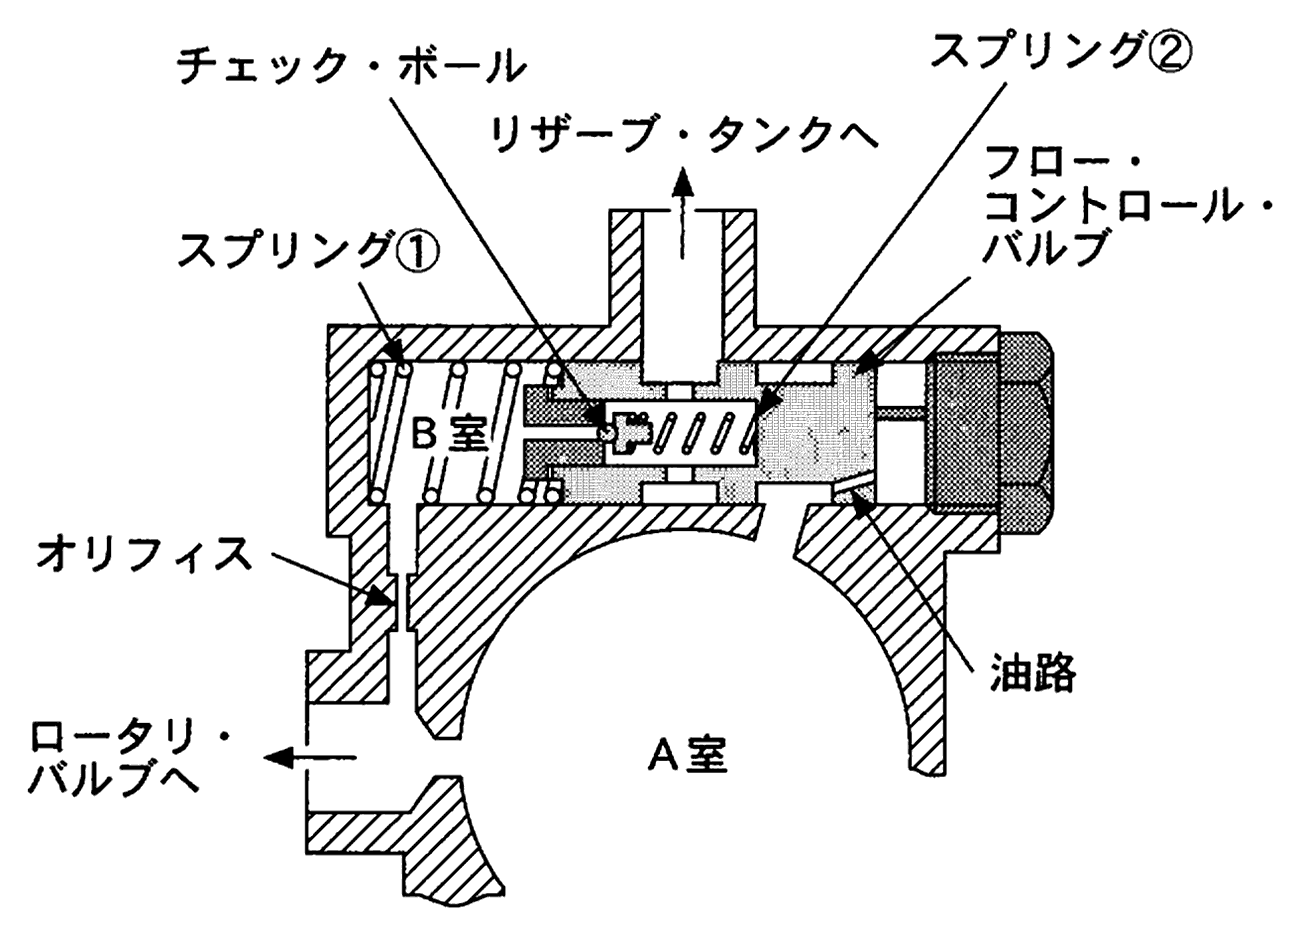 チェック・ボール
スプリング②
リザーブ・タンクへ
フロー・
コントロール・
バルブ
スプリング①
B室
オリフィス
油路
ロータリ・
バルブへ
A室